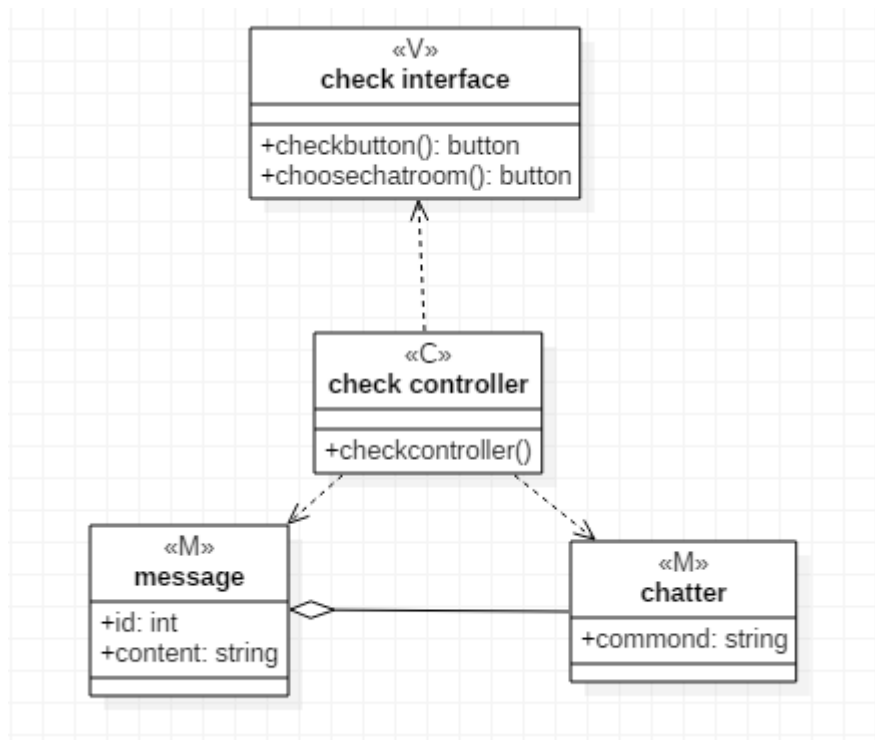 «V»
check interface
+checkbutton(): button
+choosechatroom(): button
«C»
check controller
+checkcontroller()
«M»
message
+id: int
+content: string
«M»
chatter
+commond: string